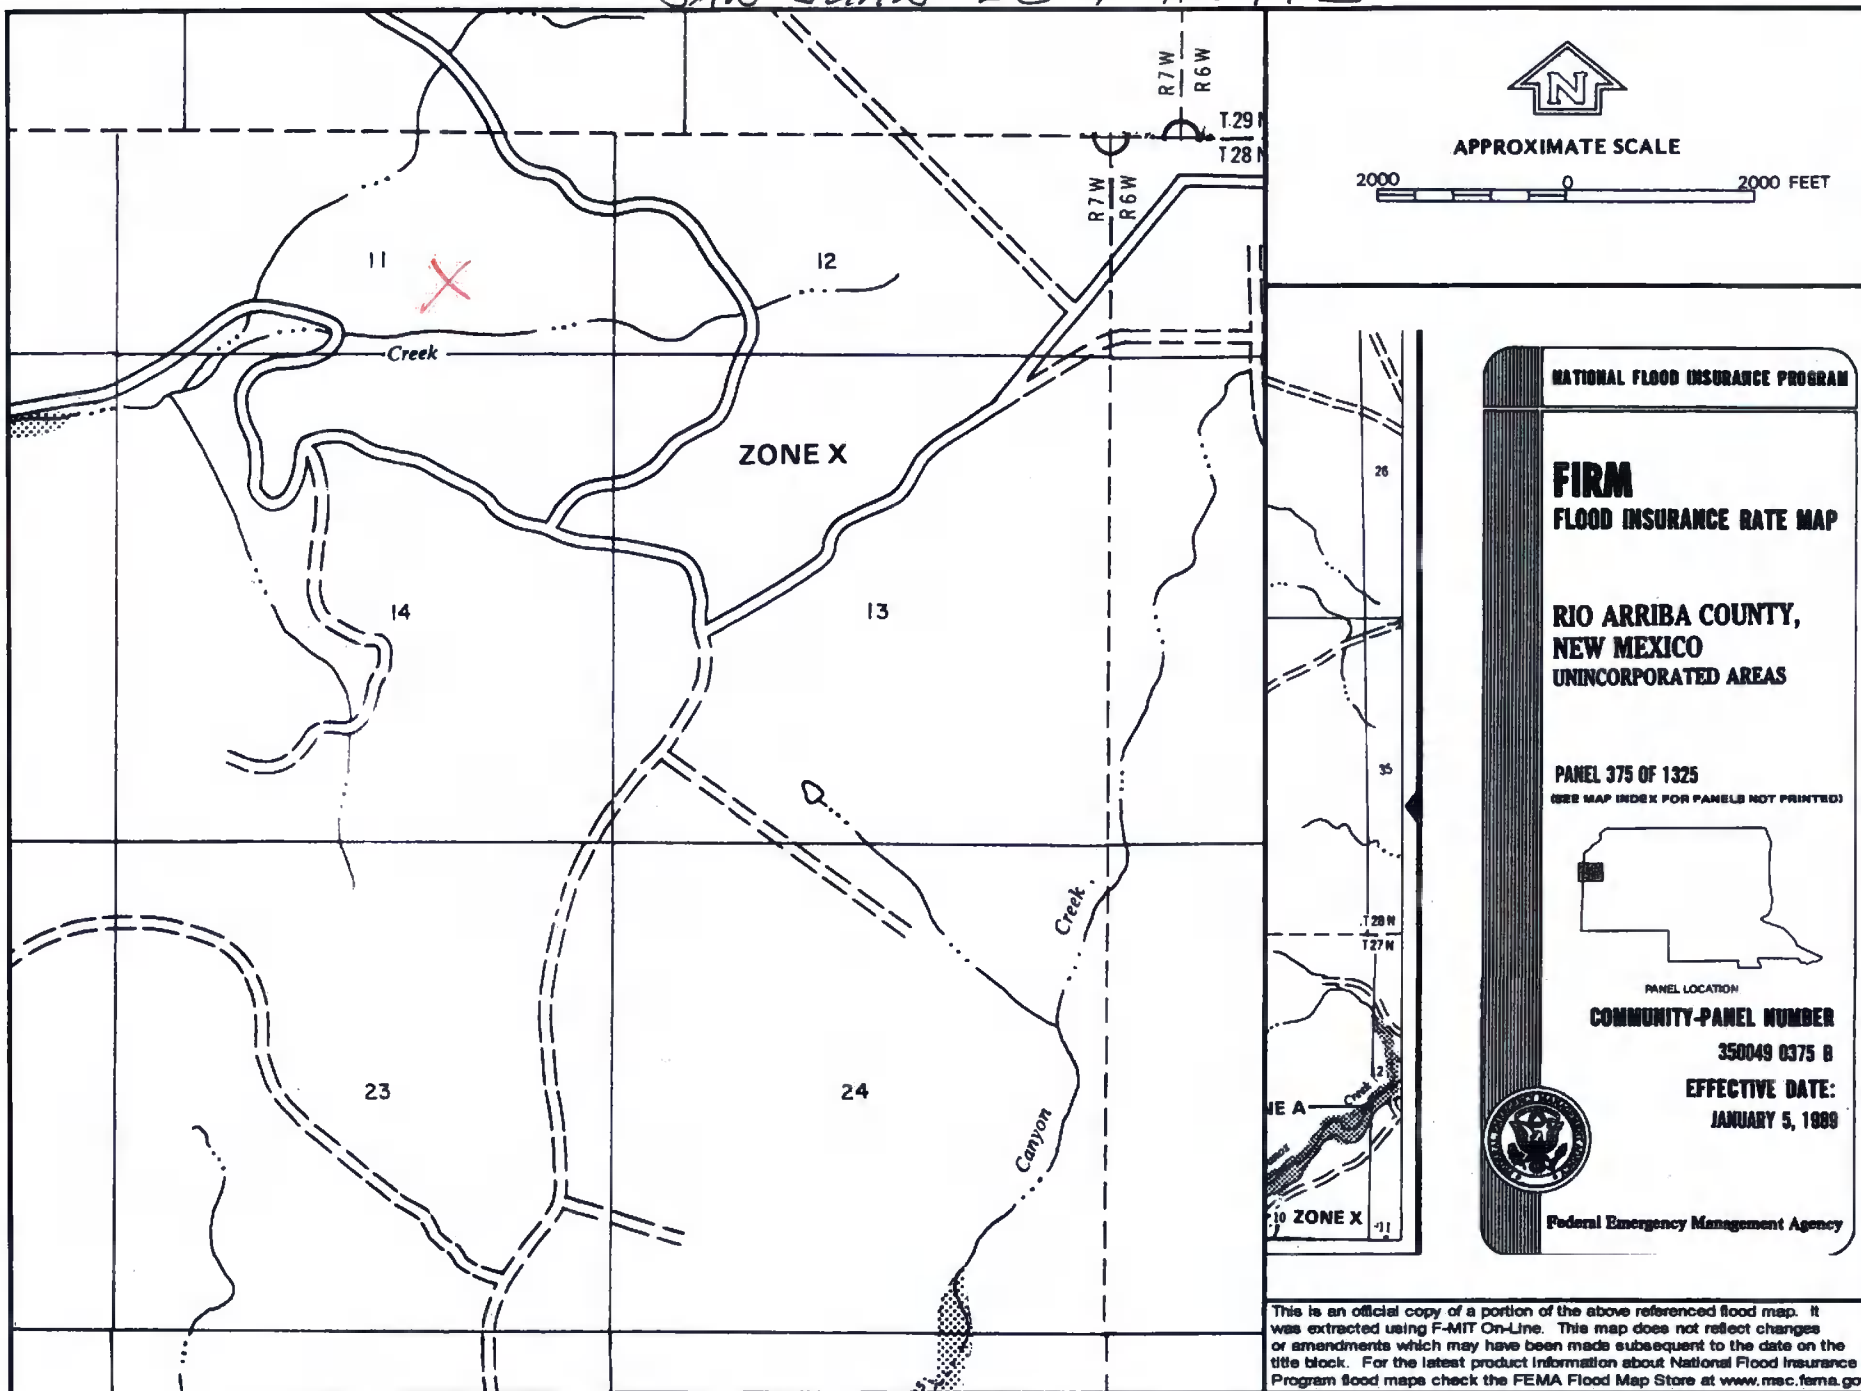 R7W R6W
T.29 N
T28 N
R7W R6W
11
12
Creek
ZONE X
14
13
Creek
23
24
Canyon
N
APPROXIMATE SCALE
2000 0 2000 FEET
26
35
T28N
T27N
2
Creek
NE A
10 ZONE X 11
NATIONAL FLOOD INSURANCE PROGRAM
FIRM
FLOOD INSURANCE RATE MAP
RIO ARRIBA COUNTY,
NEW MEXICO
UNINCORPORATED AREAS
PANEL 375 OF 1325
(SEE MAP INDEX FOR PANELS NOT PRINTED)
PANEL LOCATION
COMMUNITY-PANEL NUMBER
350049 0375 B
EFFECTIVE DATE:
JANUARY 5, 1989
Federal Emergency Management Agency
This is an official copy of a portion of the above referenced flood map. It
was extracted using F-MIT On-Line. This map does not reflect changes
or amendments which may have been made subsequent to the date on the
title block. For the latest product information about National Flood Insurance
Program flood maps check the FEMA Flood Map Store at www.msc.fema.go